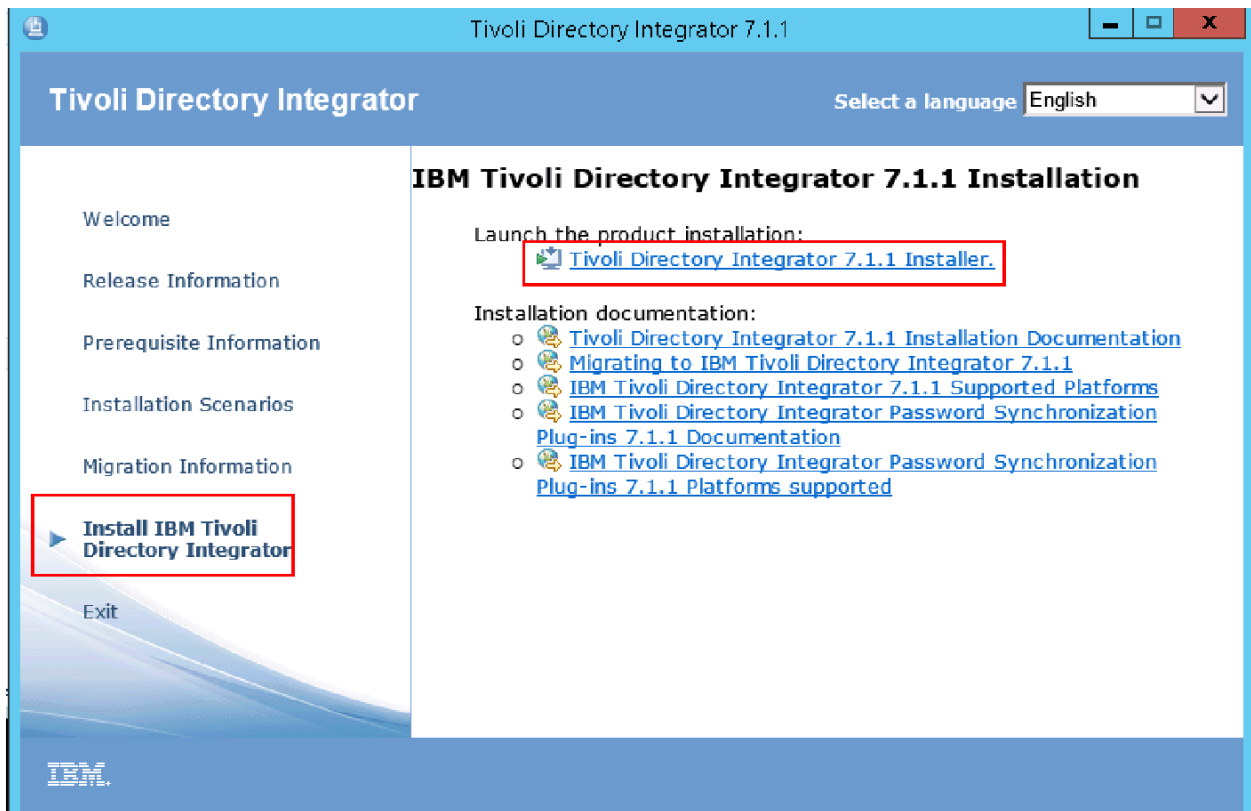 Tivoli Directory Integrator 7.1.1
x
Tivoli Directory Integrator
Select a language English
Welcome
Release Information
Prerequisite Information
Installation Scenarios
Migration Information
Install IBM Tivoli
Directory Integrator
Exit
IBM Tivoli Directory Integrator 7.1.1 Installation
Launch the product installation:
Tivoli Directory Integrator 7.1.1 Installer.
Installation documentation:
o Tivoli Directory Integrator 7.1.1 Installation Documentation
o Migrating to IBM Tivoli Directory Integrator 7.1.1
o IBM Tivoli Directory Integrator 7.1.1 Supported Platforms
o IBM Tivoli Directory Integrator Password Synchronization
Plug-ins 7.1.1 Documentation
o IBM Tivoli Directory Integrator Password Synchronization
Plug-ins 7.1.1 Platforms supported
IBM.